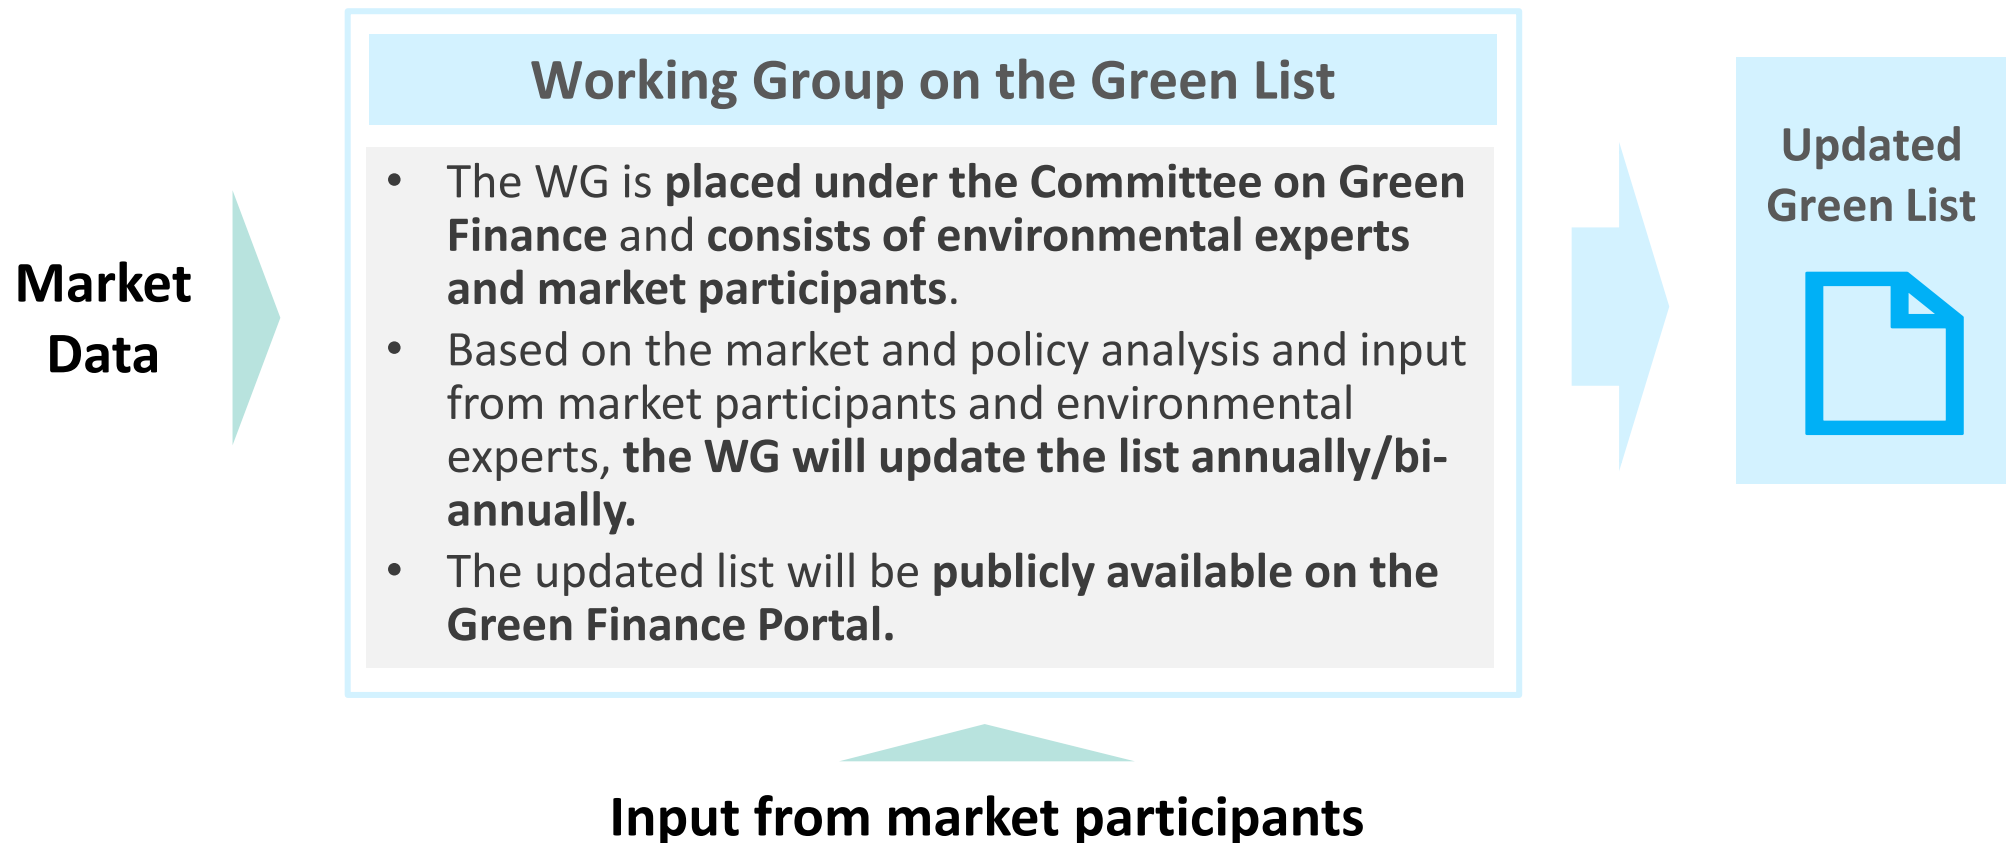 Working Group on the Green List
Market
Data
• The WG is placed under the Committee on Green
Finance and consists of environmental experts
and market participants.
• Based on the market and policy analysis and input
from market participants and environmental
experts, the WG will update the list annually/bi-
annually.
• The updated list will be publicly available on the
Green Finance Portal.
Updated
Green List
Input from market participants